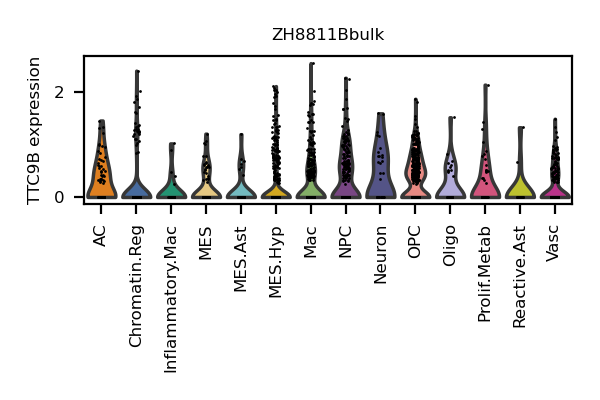 ZH8811Bbulk
TTC9B expression
2
0
AC
Chromatin.Reg
Inflammatory.Mac
MES
MES.Ast
MES.Hyp
Mac
NPC
Neuron
OPC
Oligo
Prolif.Metab
Reactive.Ast
Vasc